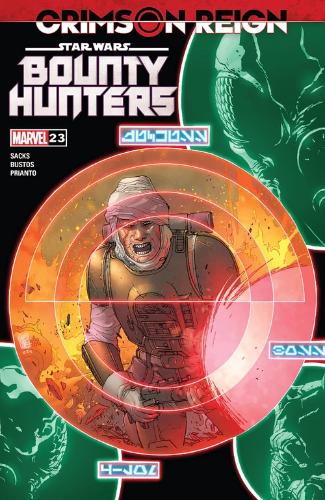 CRIMSON REIGN
STAR WARS
BOUNTY
HUNTERS
MARVEL 23
SACKS
BUSTOS
PRIANTO